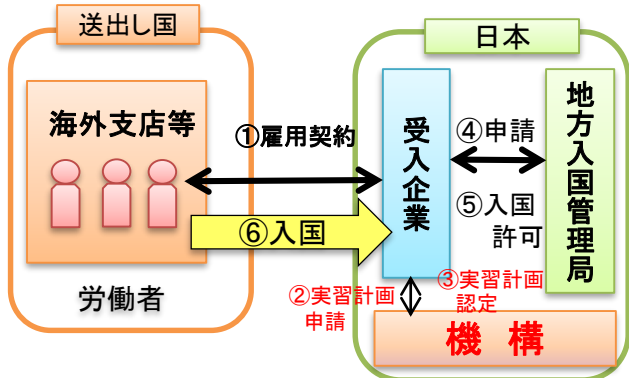 送出し国
日本
海外支店等
①雇用契約
受入企業
④申請
⑤入国
許可
地方入国管理局
⑥入国
労働者
②実習計画
申請
③実習計画
認定
機 構